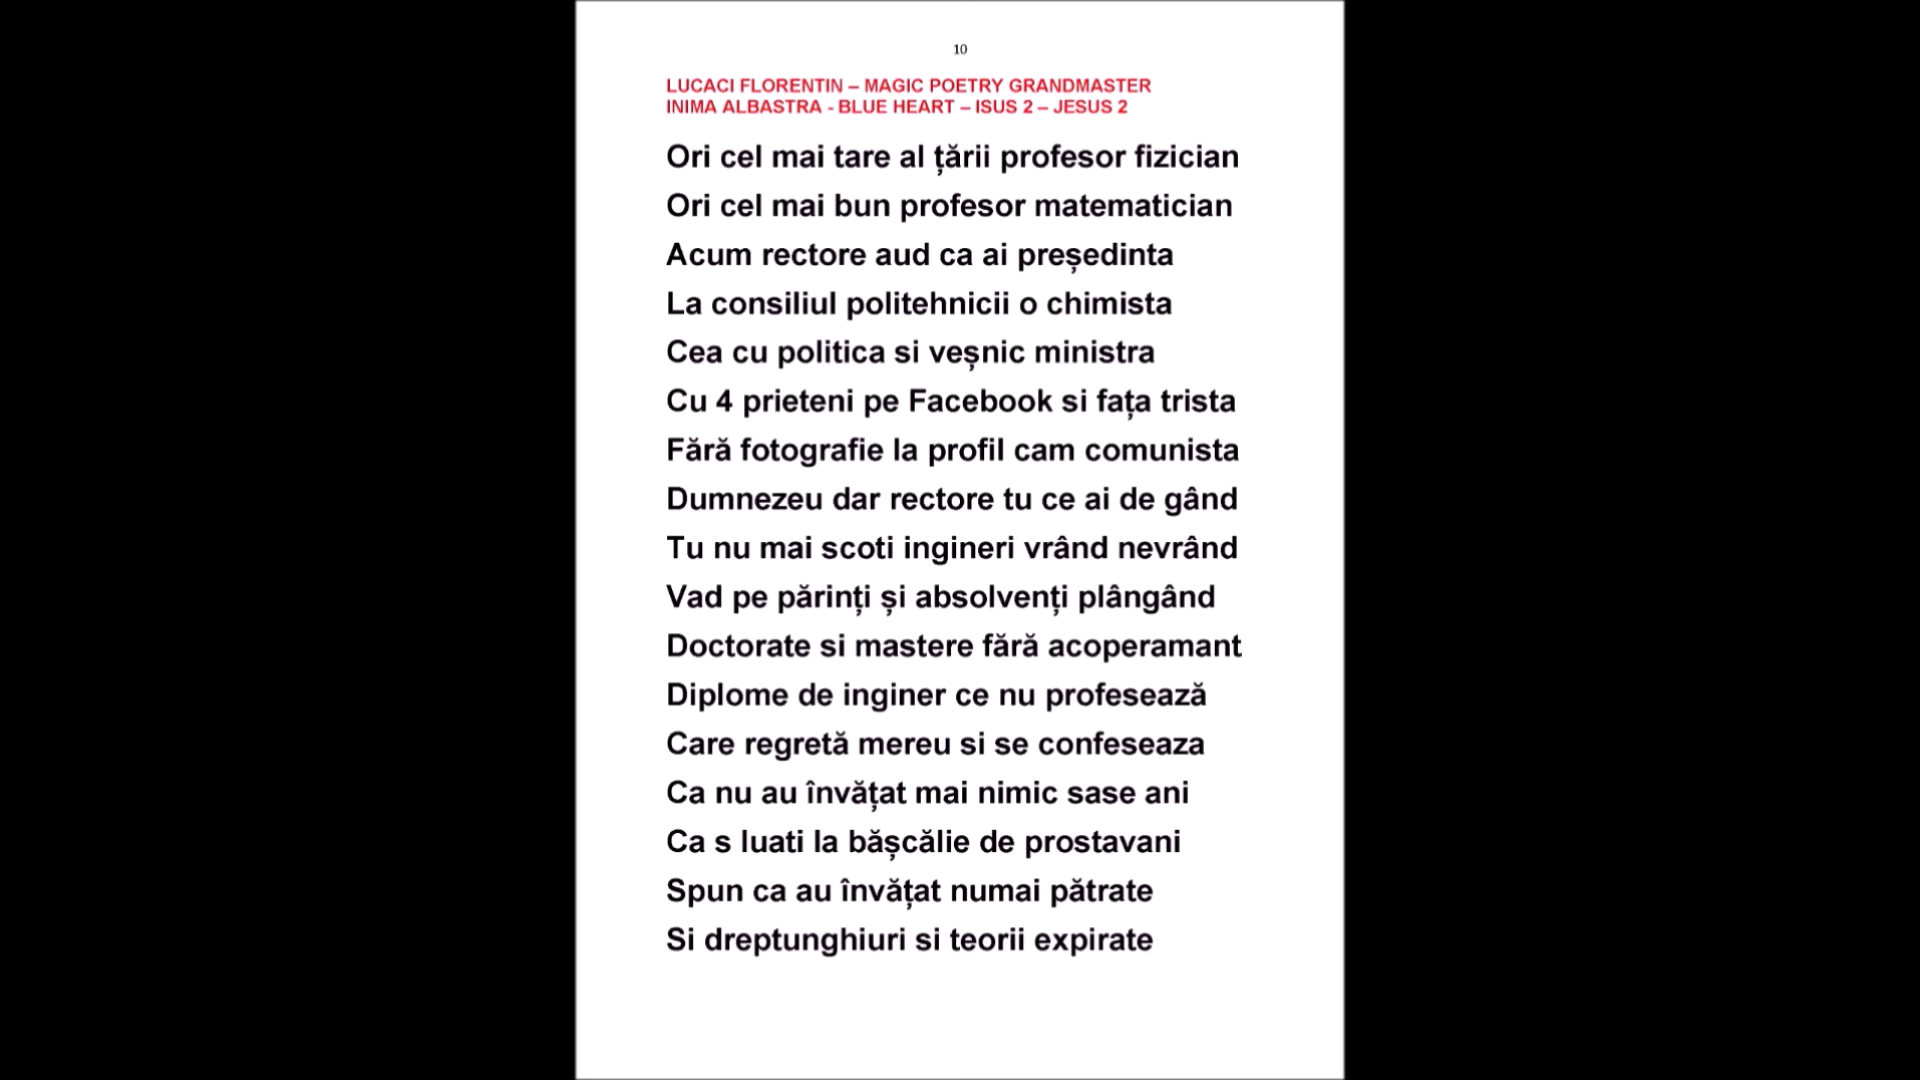 10
LUCACI FLORENTIN – MAGIC POETRY GRANDMASTER
INIMA ALBASTRA - BLUE HEART – ISUS 2 – JESUS 2
Ori cel mai tare al țării profesor fizician
Ori cel mai bun profesor matematician
Acum rectore aud ca ai președinta
La consiliul politehnicii o chimista
Cea cu politica si veșnic ministra
Cu 4 prieteni pe Facebook si fața trista
Fără fotografie la profil cam comunista
Dumnezeu dar rectore tu ce ai de gând
Tu nu mai scoti ingineri vrând nevrând
Vad pe părinți și absolvenți plângând
Doctorate si mastere fără acoperamant
Diplome de inginer ce nu profesează
Care regretă mereu si se confeseaza
Ca nu au învățat mai nimic sase ani
Ca s luati la bășcălie de prostavani
Spun ca au învățat numai pătrate
Si dreptunghiuri si teorii expirate